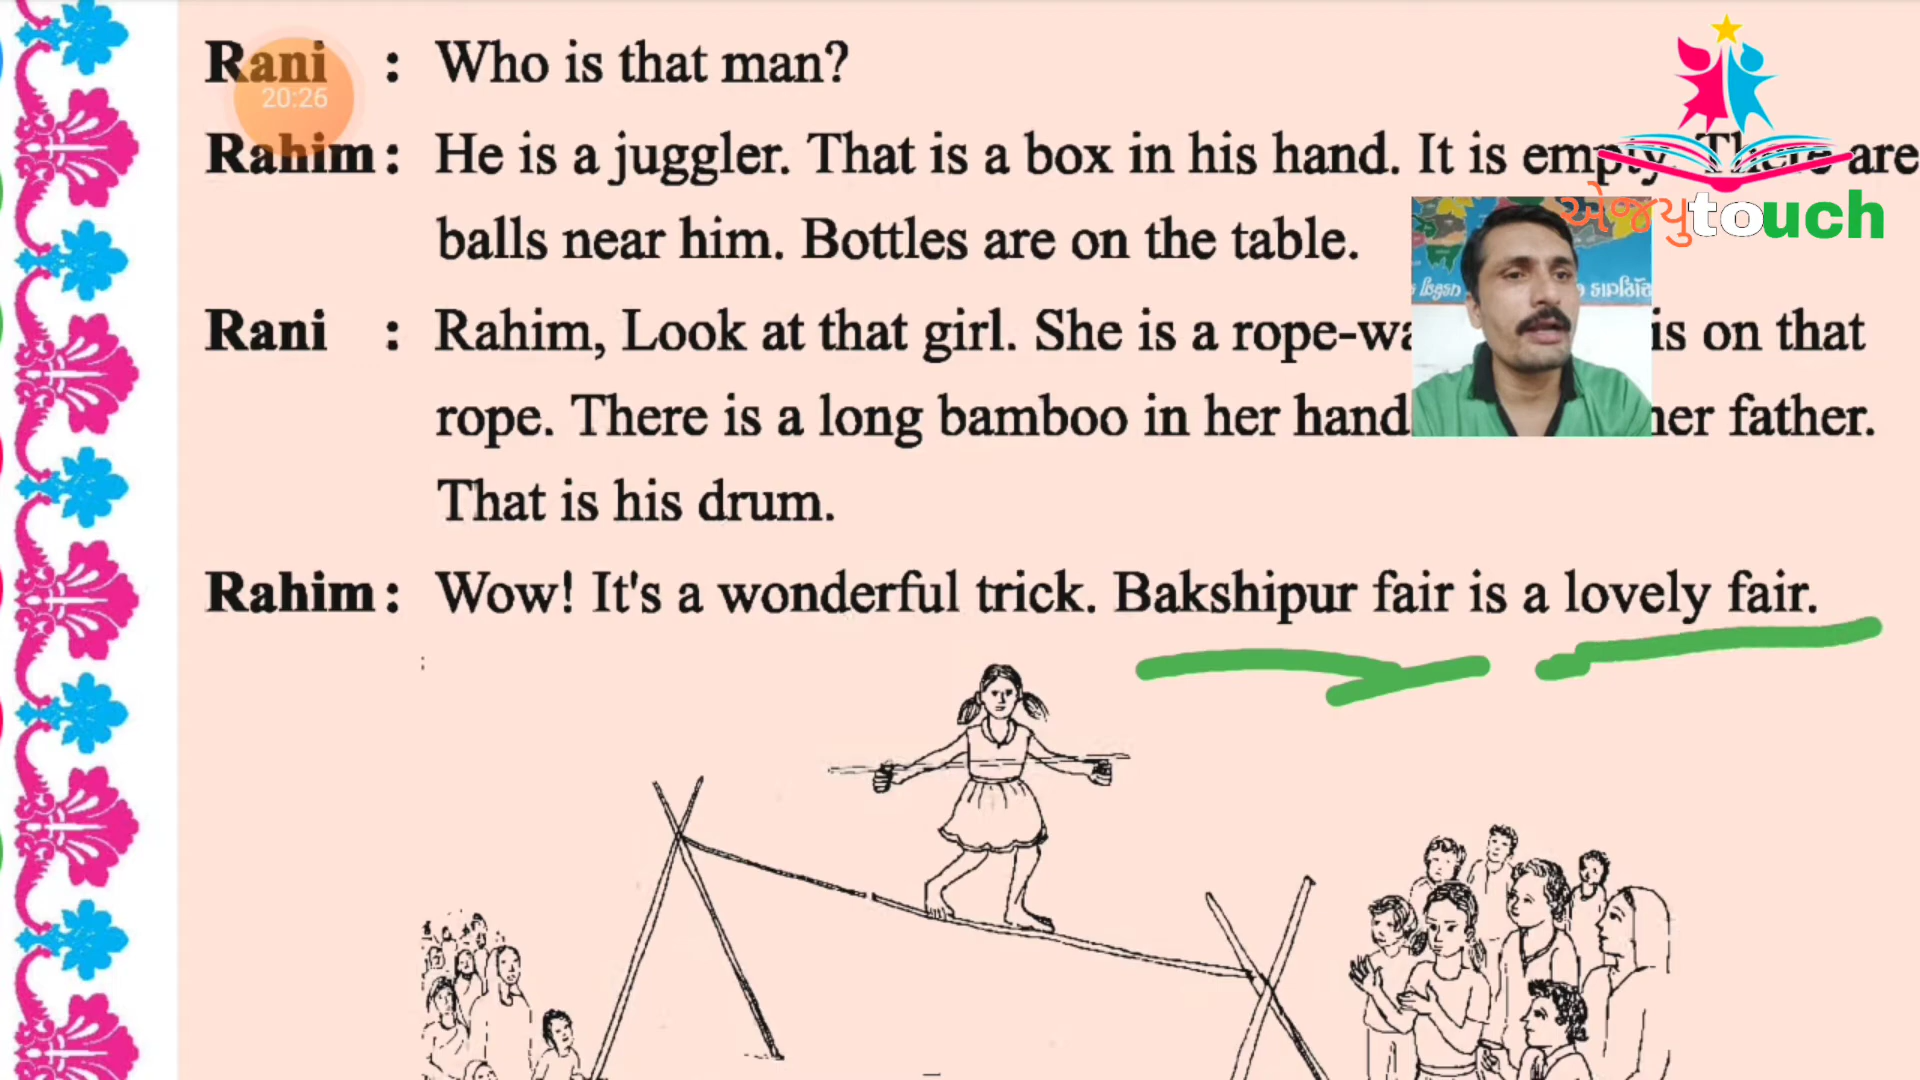 Rani : Who is that man?
20:26
Rahim : He is a juggler. That is a box in his hand. It is empty. There are
balls near him. Bottles are on the table.
એજયુtouch
Rani : Rahim, Look at that girl. She is a rope- is on that
rope. There is a long bamboo in her her father.
That is his drum.
Rahim : Wow! It's a wonderful trick. Bakshipur fair is a lovely fair.